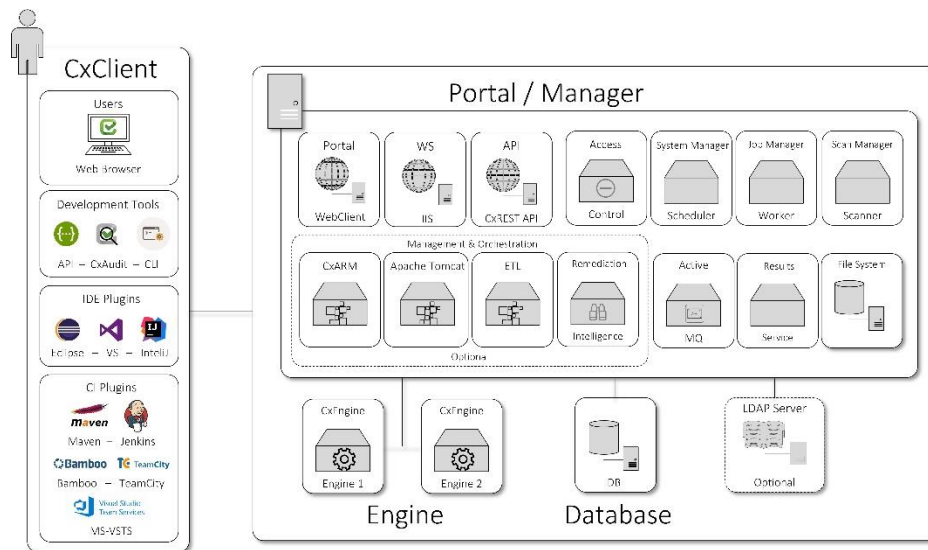 CxClient
Users
Web Browser
Development Tools
API – CxAudit – CLI
IDE Plugins
Eclipse – VS – InteliJ
CI Plugins
Maven
Maven – Jenkins
Bamboo TC TeamCity
Bamboo – TeamCity
Visual Studio
Team Services
MS-VSTS
Portal / Manager
Portal
WebClient
WS
IIS
API
CxREST API
Access
Control
System Manager
Scheduler
Job Manager
Worker
Scan Manager
Scanner
Management & Orchestration
CxARM
Apache Tomcat
ETL
Remediation
Intelligence
Optiona
Active
MQ
Results
Service
File System
CxEngine
Engine 1
CxEngine
Engine 2
Engine
DB
Database
LDAP Server
Optional